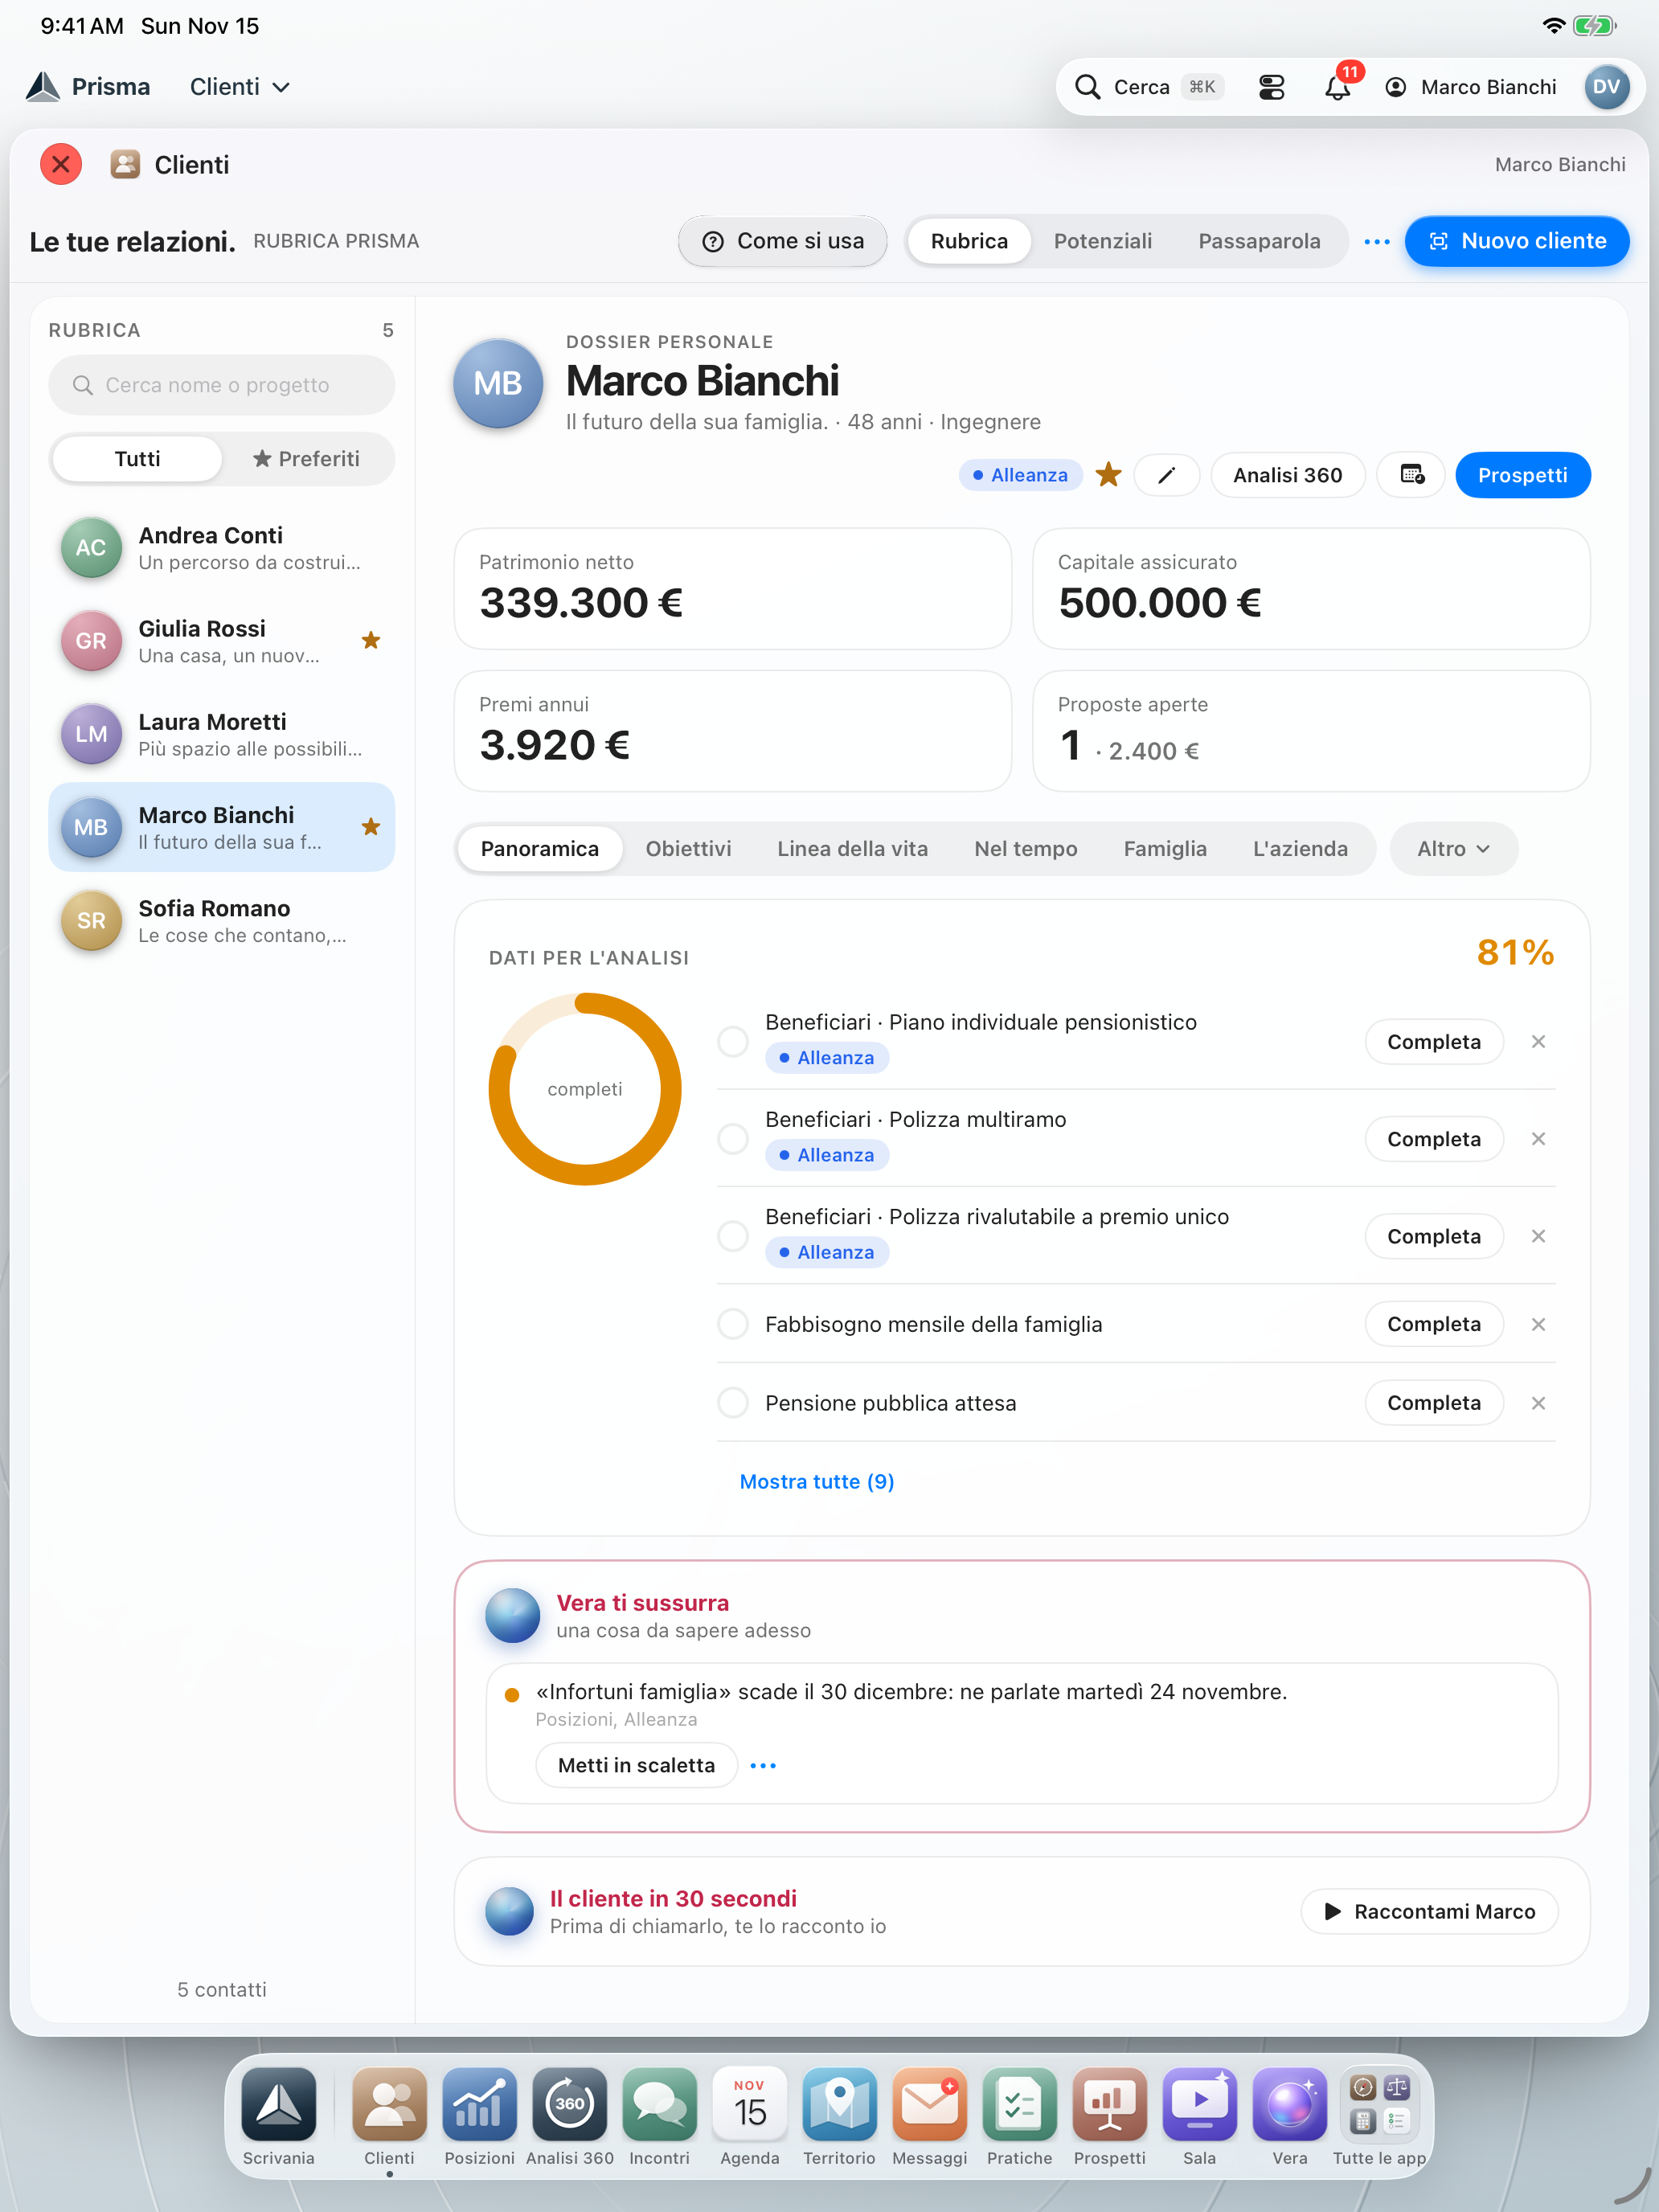 9:41 AM Sun Nov 15
Prisma Clienti
Cerca ⌘K 11 Marco Bianchi DV
Clienti
Marco Bianchi
Le tue relazioni. RUBRICA PRISMA
Come si usa
Rubrica Potenziali Passaparola
Nuovo cliente
RUBRICA 5
Cerca nome o progetto
Tutti Preferiti
AC
Andrea Conti
Un percorso da costrui...
GR
Giulia Rossi
Una casa, un nuov...
LM
Laura Moretti
Più spazio alle possibili...
MB
Marco Bianchi
Il futuro della sua f...
SR
Sofia Romano
Le cose che contano,...
5 contatti
MB
DOSSIER PERSONALE
Marco Bianchi
Il futuro della sua famiglia. · 48 anni · Ingegnere
Alleanza
Analisi 360
Prospetti
Patrimonio netto
339.300 €
Capitale assicurato
500.000 €
Premi annui
3.920 €
Proposte aperte
1 · 2.400 €
Panoramica Obiettivi Linea della vita Nel tempo Famiglia L'azienda Altro
DATI PER L'ANALISI
81%
completi
Beneficiari · Piano individuale pensionistico
Alleanza
Completa
Beneficiari · Polizza multiramo
Alleanza
Completa
Beneficiari · Polizza rivalutabile a premio unico
Alleanza
Completa
Fabbisogno mensile della famiglia
Completa
Pensione pubblica attesa
Completa
Mostra tutte (9)
Vera ti sussurra
una cosa da sapere adesso
«Infortuni famiglia» scade il 30 dicembre: ne parlate martedì 24 novembre.
Posizioni, Alleanza
Metti in scaletta
Il cliente in 30 secondi
Prima di chiamarlo, te lo racconto io
Raccontami Marco
360
NOV
15
Scrivania Clienti Posizioni Analisi 360 Incontri Agenda Territorio Messaggi Pratiche Prospetti Sala Vera Tutte le app